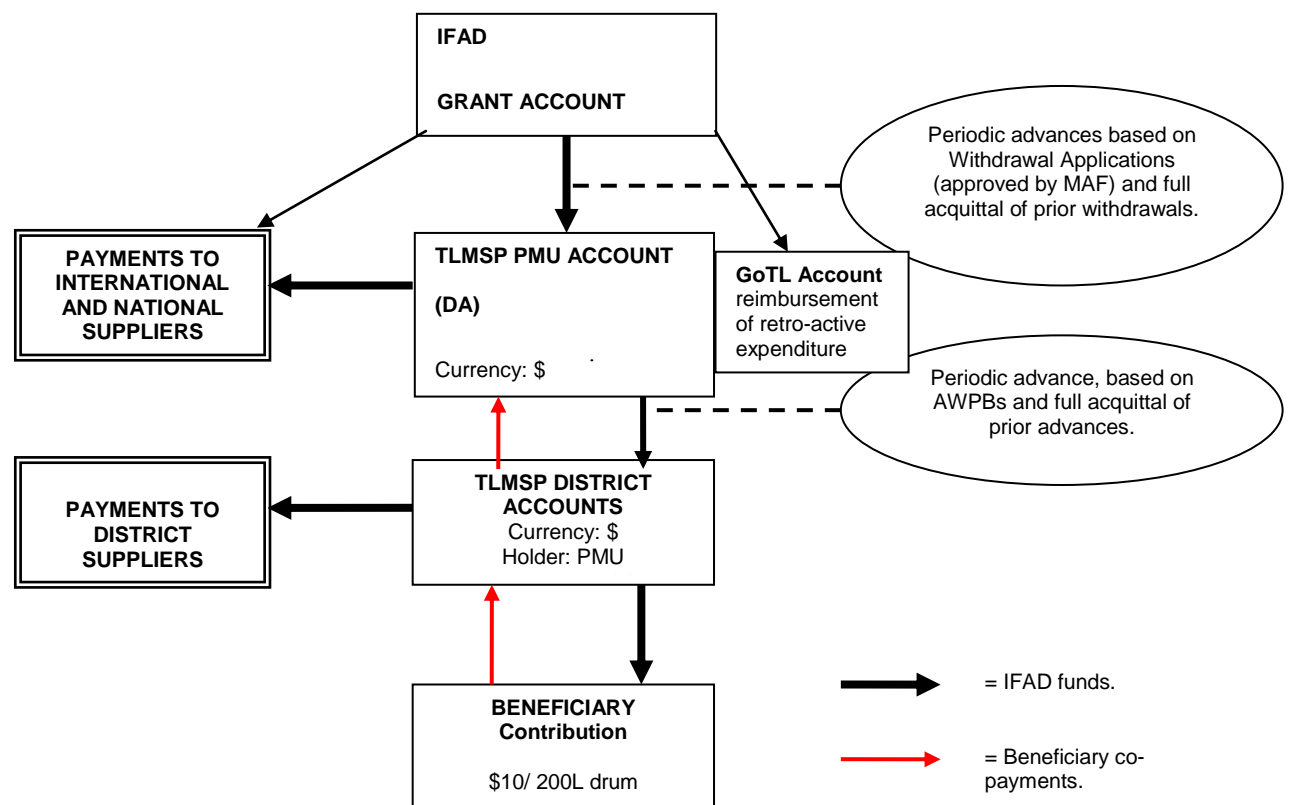 IFAD
GRANT ACCOUNT
Periodic advances based on
Withdrawal Applications
(approved by MAF) and full
acquittal of prior withdrawals.
PAYMENTS TO
INTERNATIONAL
AND NATIONAL
SUPPLIERS
TLMSP PMU ACCOUNT
(DA)
Currency: $
GoTL Account
reimbursement
of retro-active
expenditure
Periodic advance, based on
AWPBs and full acquittal of
prior advances.
PAYMENTS TO
DISTRICT
SUPPLIERS
TLMSP DISTRICT
ACCOUNTS
Currency: $
Holder: PMU
BENEFICIARY
Contribution
$10/ 200L drum
= IFAD funds.
= Beneficiary co-
payments.